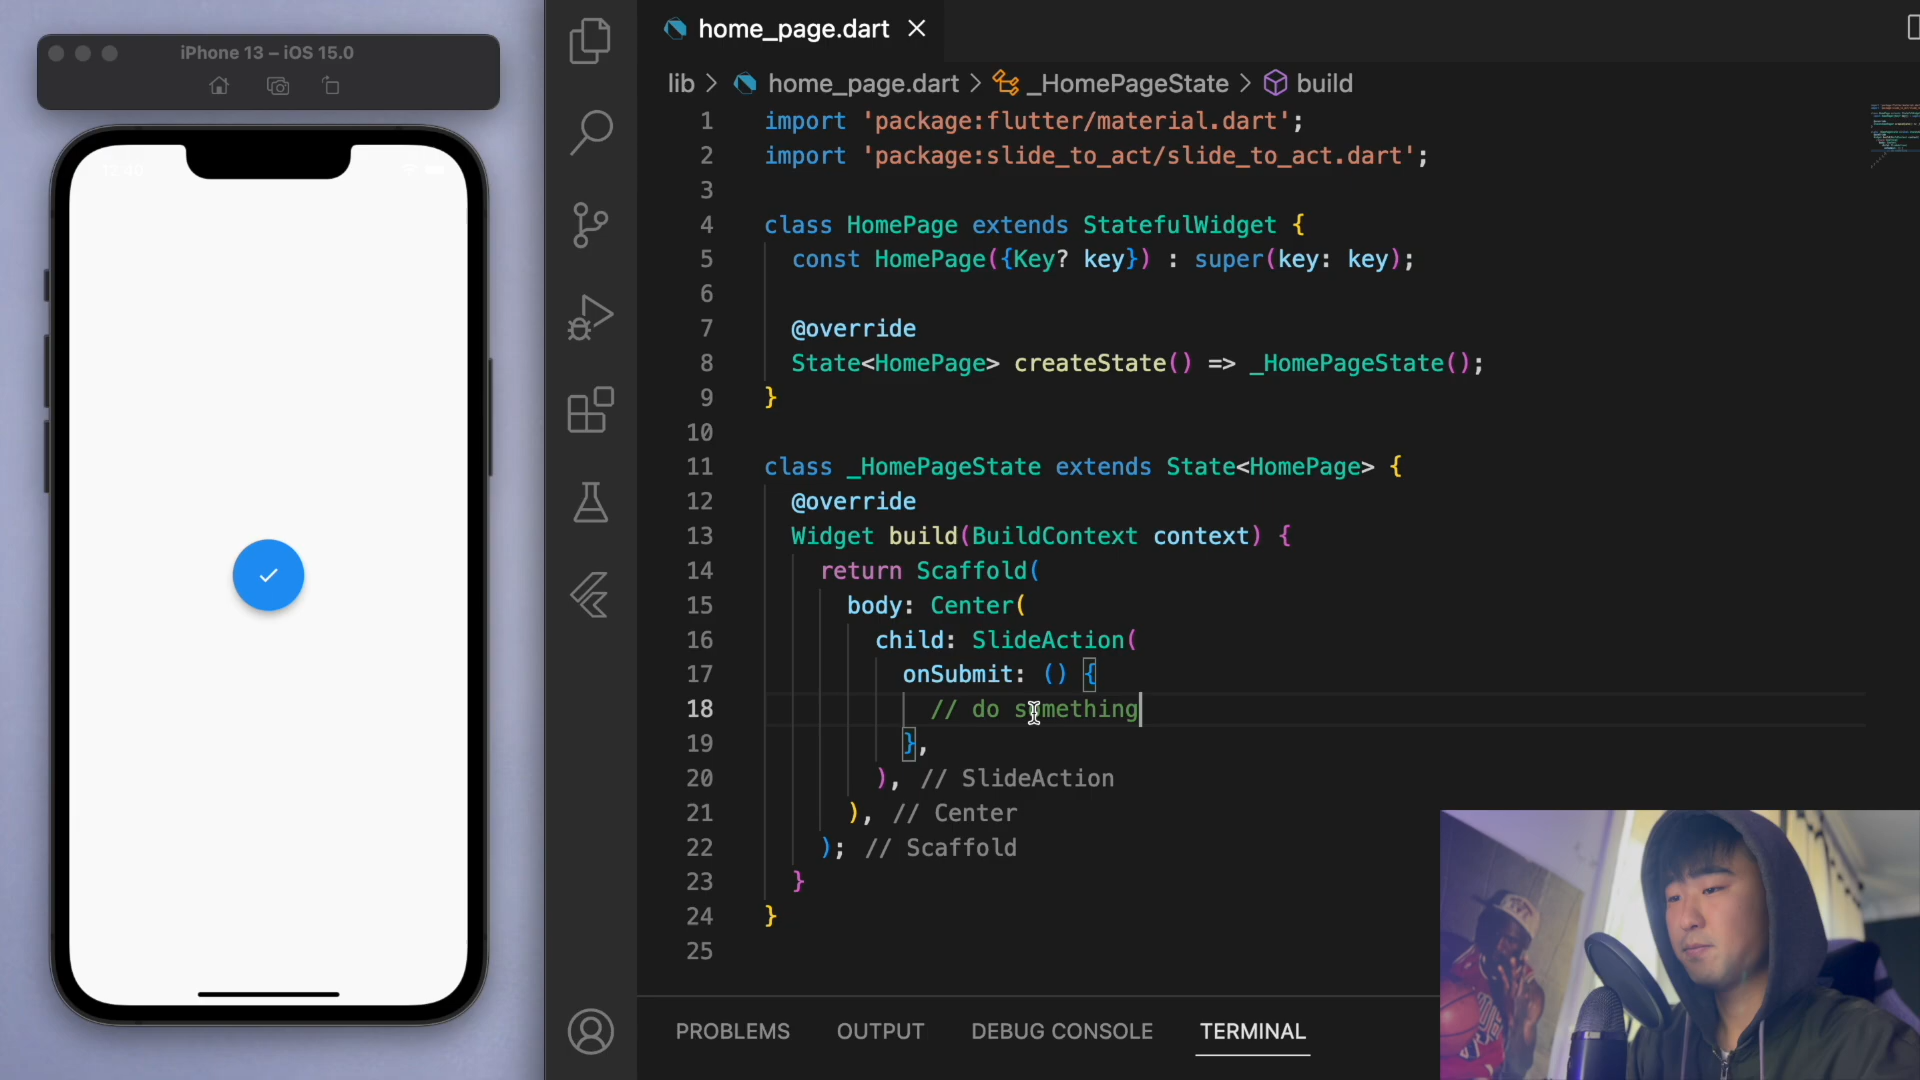 iPhone 13 – iOS 15.0
home_page.dart
lib > home_page.dart > _HomePageState > build
1 import 'package:flutter/material.dart';
2 import 'package:slide_to_act/slide_to_act.dart';
3
4 class HomePage extends StatefulWidget {
5 const HomePage({Key? key}) : super(key: key);
6
7 @override
8 State<HomePage> createState() => _HomePageState();
9 }
10
11 class _HomePageState extends State<HomePage> {
12 @override
13 Widget build(BuildContext context) {
14 return Scaffold(
15 body: Center(
16 child: SlideAction(
17 onSubmit: () {
18 // do something
19 },
20 ), // SlideAction
21 ), // Center
22 ); // Scaffold
23 }
24 }
25
PROBLEMS OUTPUT DEBUG CONSOLE TERMINAL